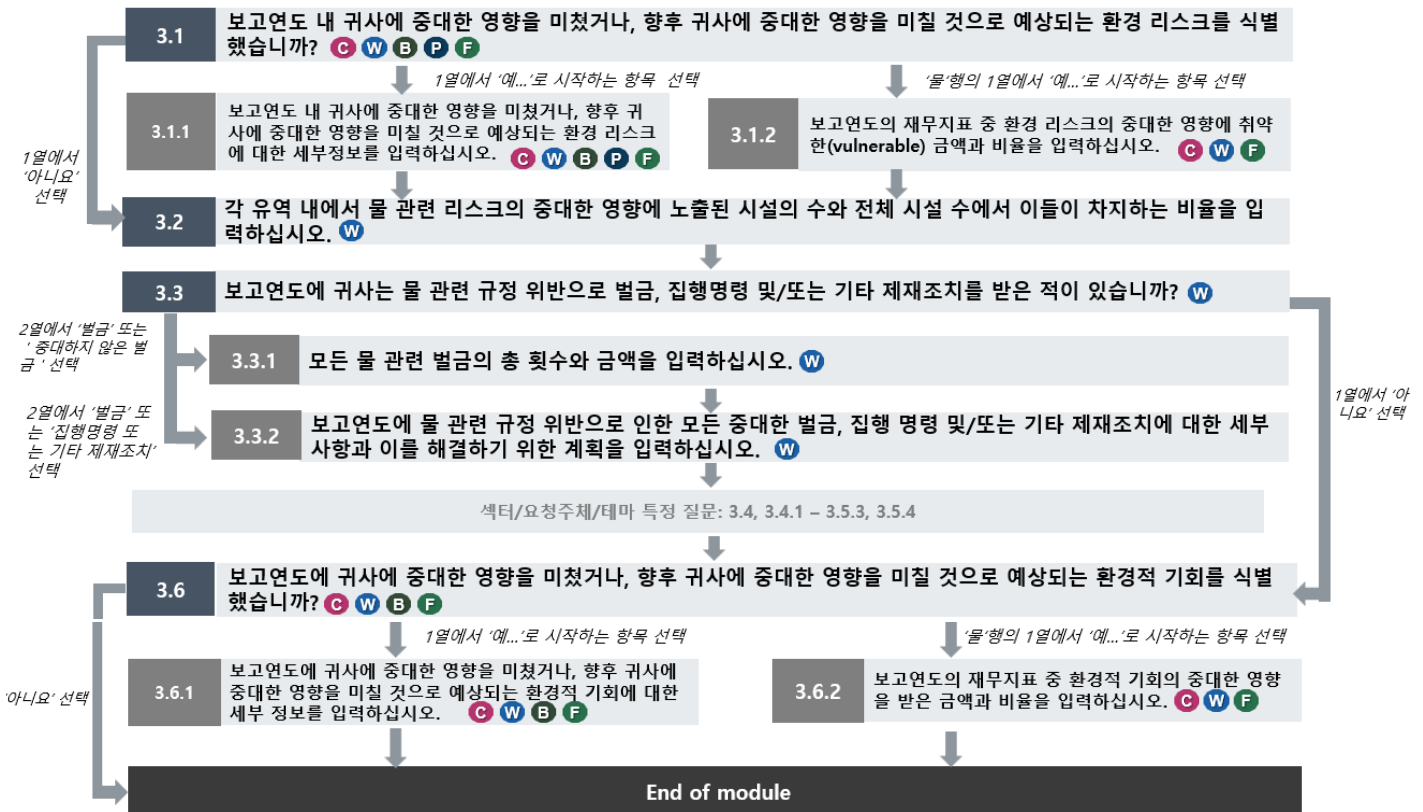 3.1
보고연도 내 귀사에 중대한 영향을 미쳤거나, 향후 귀사에 중대한 영향을 미칠 것으로 예상되는 환경 리스크를 식별
했습니까? C W B P F
1열에서 ‘예...’로 시작하는 항목 선택
‘물’행의 1열에서 ‘예...’로 시작하는 항목 선택
1열에서
‘아니요’
선택
3.1.1
보고연도 내 귀사에 중대한 영향을 미쳤거나, 향후 귀
사에 중대한 영향을 미칠 것으로 예상되는 환경 리스크
에 대한 세부정보를 입력하십시오. C W B P F
3.1.2
보고연도의 재무지표 중 환경 리스크의 중대한 영향에 취약
한(vulnerable) 금액과 비율을 입력하십시오. C W F
3.2
각 유역 내에서 물 관련 리스크의 중대한 영향에 노출된 시설의 수와 전체 시설 수에서 이들이 차지하는 비율을 입
력하십시오. W
3.3
보고연도에 귀사는 물 관련 규정 위반으로 벌금, 집행명령 및/또는 기타 제재조치를 받은 적이 있습니까? W
2열에서 ‘벌금’ 또는
‘ 중대하지 않은 벌
금 ’ 선택
3.3.1
모든 물 관련 벌금의 총 횟수와 금액을 입력하십시오. W
2열에서 ‘벌금’ 또
는 ‘집행명령 또
는 기타 제재조치’
선택
3.3.2
보고연도에 물 관련 규정 위반으로 인한 모든 중대한 벌금, 집행 명령 및/또는 기타 제재조치에 대한 세부
사항과 이를 해결하기 위한 계획을 입력하십시오. W
1열에서 ‘아
니요’ 선택
섹터/요청주체/테마 특정 질문: 3.4, 3.4.1 – 3.5.3, 3.5.4
3.6
보고연도에 귀사에 중대한 영향을 미쳤거나, 향후 귀사에 중대한 영향을 미칠 것으로 예상되는 환경적 기회를 식별
했습니까? C W B F
1열에서 ‘예...’로 시작하는 항목 선택
‘물’행의 1열에서 ‘예...’로 시작하는 항목 선택
‘아니요’ 선택
3.6.1
보고연도에 귀사에 중대한 영향을 미쳤거나, 향후 귀사에
중대한 영향을 미칠 것으로 예상되는 환경적 기회에 대한
세부 정보를 입력하십시오. C W B F
3.6.2
보고연도의 재무지표 중 환경적 기회의 중대한 영향
을 받은 금액과 비율을 입력하십시오. C W F
End of module